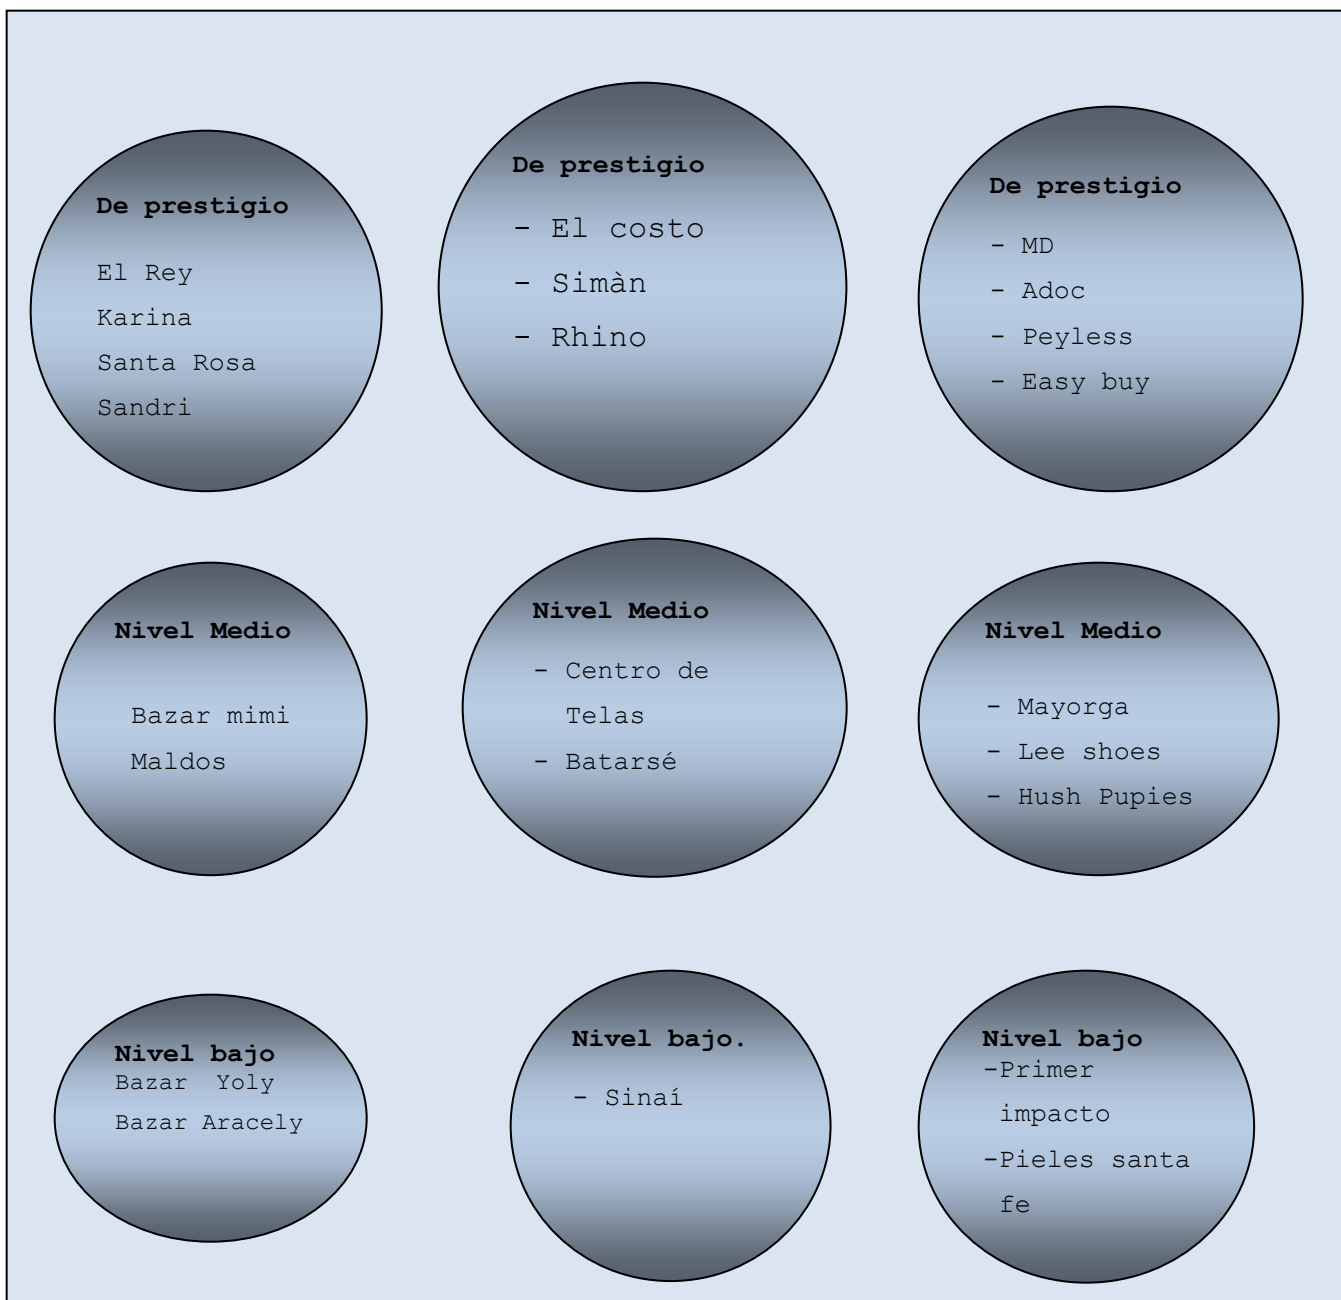 De prestigio
El Rey
Karina
Santa Rosa
Sandri
De prestigio
- El costo
- Simàn
- Rhino
De prestigio
- MD
- Adoc
- Peyless
- Easy buy
Nivel Medio
Bazar mimi
Maldos
Nivel Medio
- Centro de
Telas
- Batarsé
Nivel Medio
- Mayorga
- Lee shoes
- Hush Pupies
Nivel bajo
Bazar Yoly
Bazar Aracely
Nivel bajo.
- Sinaí
Nivel bajo
-Primer
impacto
-Pieles santa
fe